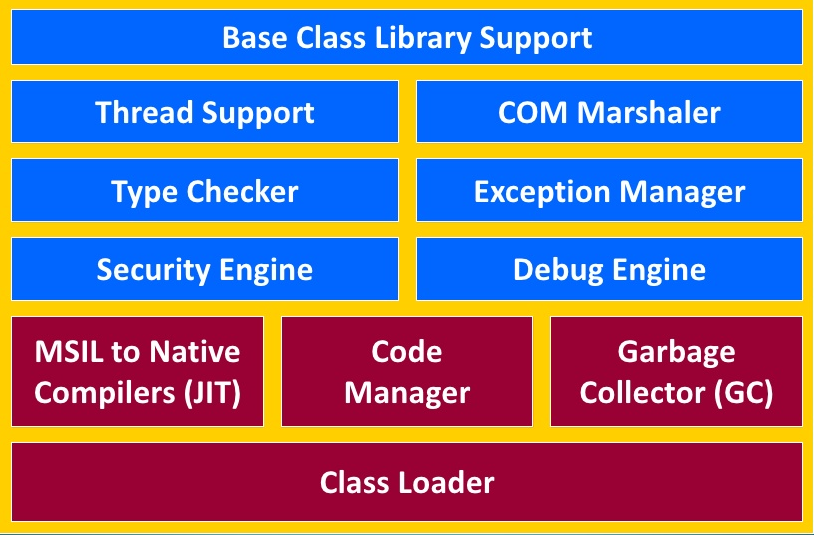 Base Class Library Support
Thread Support
COM Marshaler
Type Checker
Exception Manager
Security Engine
Debug Engine
MSIL to Native
Compilers (JIT)
Code
Manager
Garbage
Collector (GC)
Class Loader